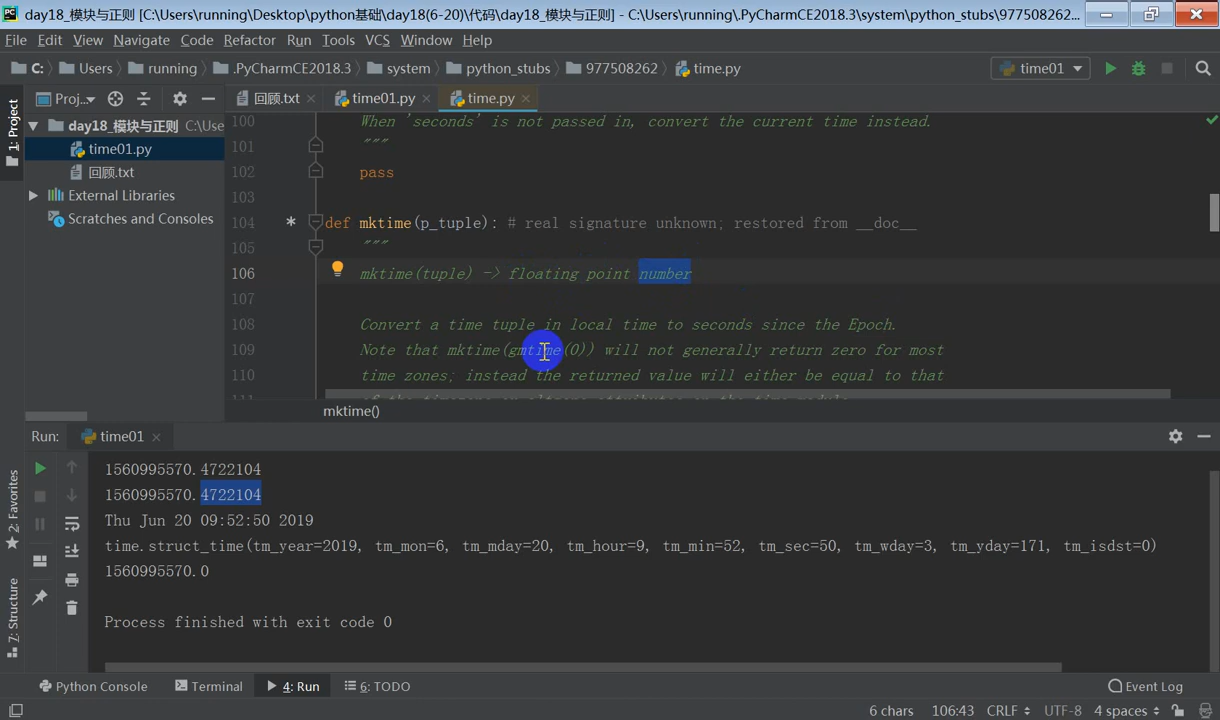 day18_模块与正则 [C:\Users\running\Desktop\python基础\day18(6-20)\代码\day18_模块与正则] - C:\Users\running\.PyCharmCE2018.3\system\python_stubs\977508262...
File Edit View Navigate Code Refactor Run Tools VCS Window Help
C: Users running .PyCharmCE2018.3 system python_stubs 977508262 time.py time01
Proj... 回顾.txt time01.py time.py
1: Project
day18_模块与正则 C:\Use
time01.py
回顾.txt
External Libraries
Scratches and Consoles
100 When 'seconds' is not passed in, convert the current time instead.
101 """
102 pass
103
104 * def mktime(p_tuple): # real signature unknown; restored from __doc__
105 """
106 mktime(tuple) -> floating point number
107
108 Convert a time tuple in local time to seconds since the Epoch.
109 Note that mktime(gmtime(0)) will not generally return zero for most
110 time zones; instead the returned value will either be equal to that
mktime()
Run: time01
1560995570.4722104
1560995570.4722104
Thu Jun 20 09:52:50 2019
time.struct_time(tm_year=2019, tm_mon=6, tm_mday=20, tm_hour=9, tm_min=52, tm_sec=50, tm_wday=3, tm_yday=171, tm_isdst=0)
1560995570.0
Process finished with exit code 0
2: Favorites
7: Structure
Python Console Terminal 4: Run 6: TODO Event Log
6 chars 106:43 CRLF UTF-8 4 spaces